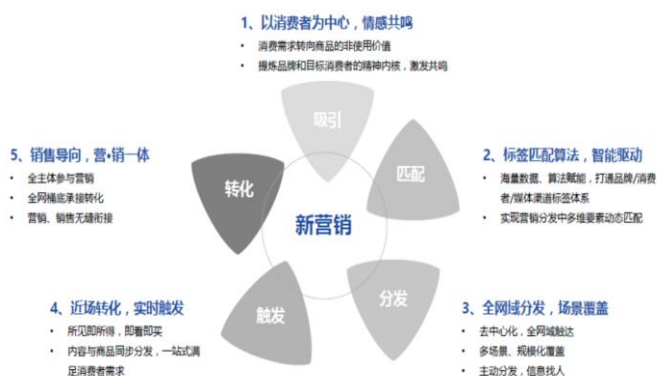 1、以消费者为中心，情感共鸣
• 消费需求转向商品的非使用价值
• 提炼品牌和目标消费者的精神内核，激发共鸣
吸引
5、销售导向，营•销一体
• 全主体参与营销
• 全网桶底承接转化
• 营销、销售无缝衔接
转化
匹配
2、标签匹配算法，智能驱动
• 海量数据、算法赋能，打通品牌/消费
者/媒体渠道标签体系
• 实现营销分发中多维要素动态匹配
新营销
4、近场转化，实时触发
• 所见即所得，即看即买
• 内容与商品同步分发，一站式满
足消费者需求
触发
分发
3、全网域分发，场景覆盖
• 去中心化，全网域触达
• 多场景、规模化覆盖
• 主动分发，信息找人